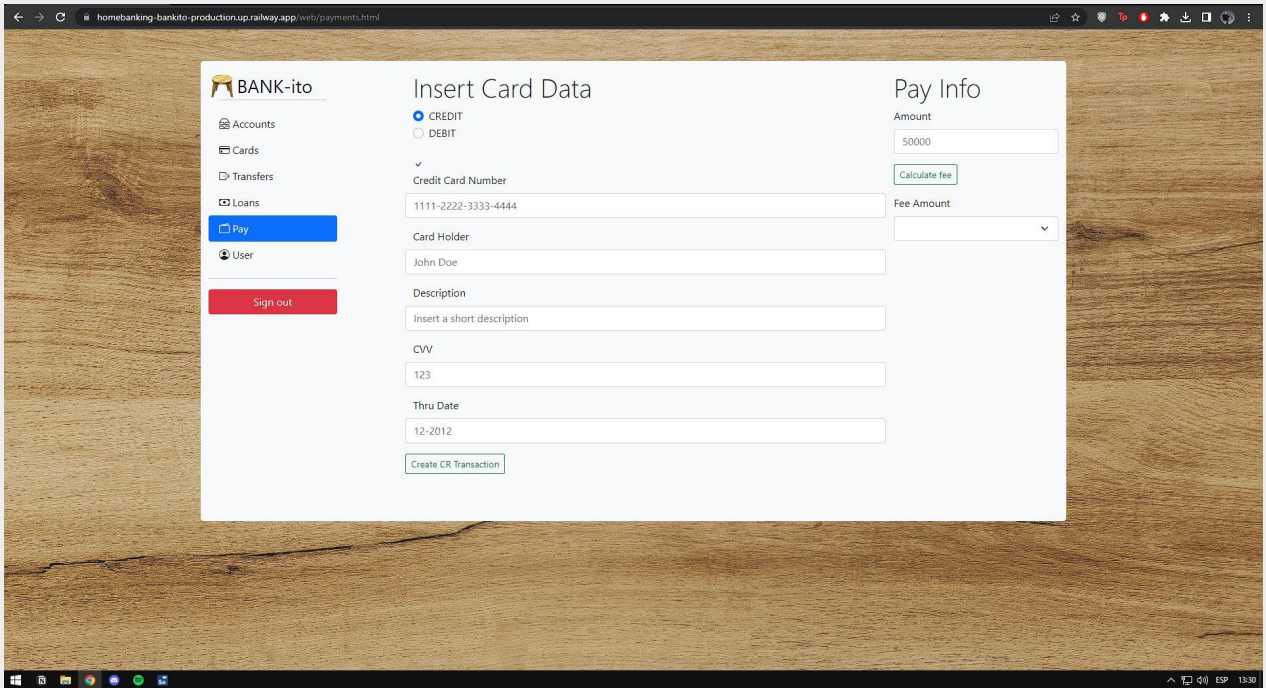 homebanking-bankito-production.up.railway.app/web/payments.html
BANK-ito
Accounts
Cards
Transfers
Loans
Pay
User
Sign out
Insert Card Data
CREDIT
DEBIT
Credit Card Number
1111-2222-3333-4444
Card Holder
John Doe
Description
Insert a short description
CVV
123
Thru Date
12-2012
Create CR Transaction
Pay Info
Amount
50000
Calculate fee
Fee Amount
ESP 13:30